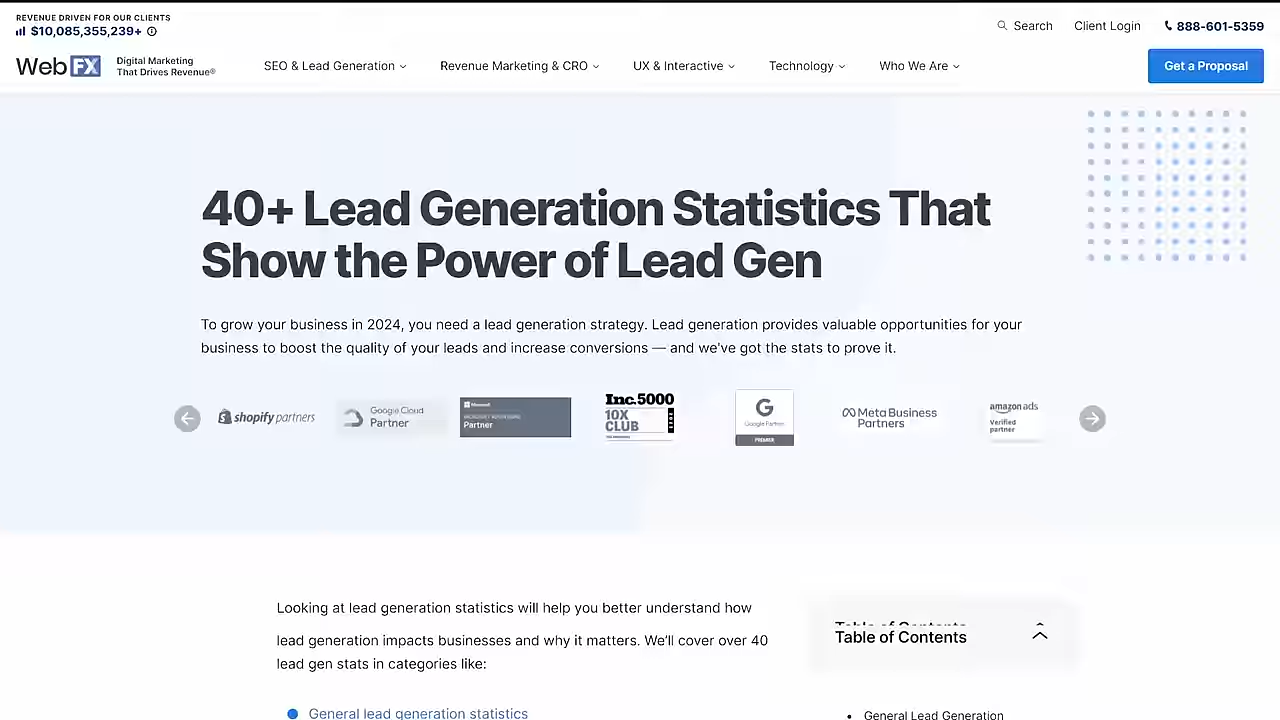 REVENUE DRIVEN FOR OUR CLIENTS
$10,085,355,239+
Search Client Login 888-601-5359
WebFX Digital Marketing
That Drives Revenue®
SEO & Lead Generation Revenue Marketing & CRO UX & Interactive Technology Who We Are Get a Proposal
40+ Lead Generation Statistics That
Show the Power of Lead Gen
To grow your business in 2024, you need a lead generation strategy. Lead generation provides valuable opportunities for your
business to boost the quality of your leads and increase conversions — and we've got the stats to prove it.
shopify partners
Google Cloud
Partner
Microsoft
Partner
Inc.5000
10X
CLUB
G
Google Partner
PREMIER
Meta Business
Partners
amazon ads
Verified
partner
Looking at lead generation statistics will help you better understand how
lead generation impacts businesses and why it matters. We'll cover over 40
lead gen stats in categories like:
General lead generation statistics
Table of Contents
Table of Contents
General Lead Generation